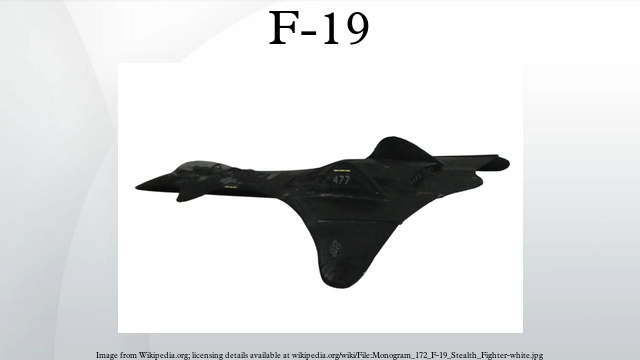 F-19
477
Image from Wikipedia.org; licensing details available at wikipedia.org/wiki/File:Monogram_172_F-19_Stealth_Fighter-white.jpg